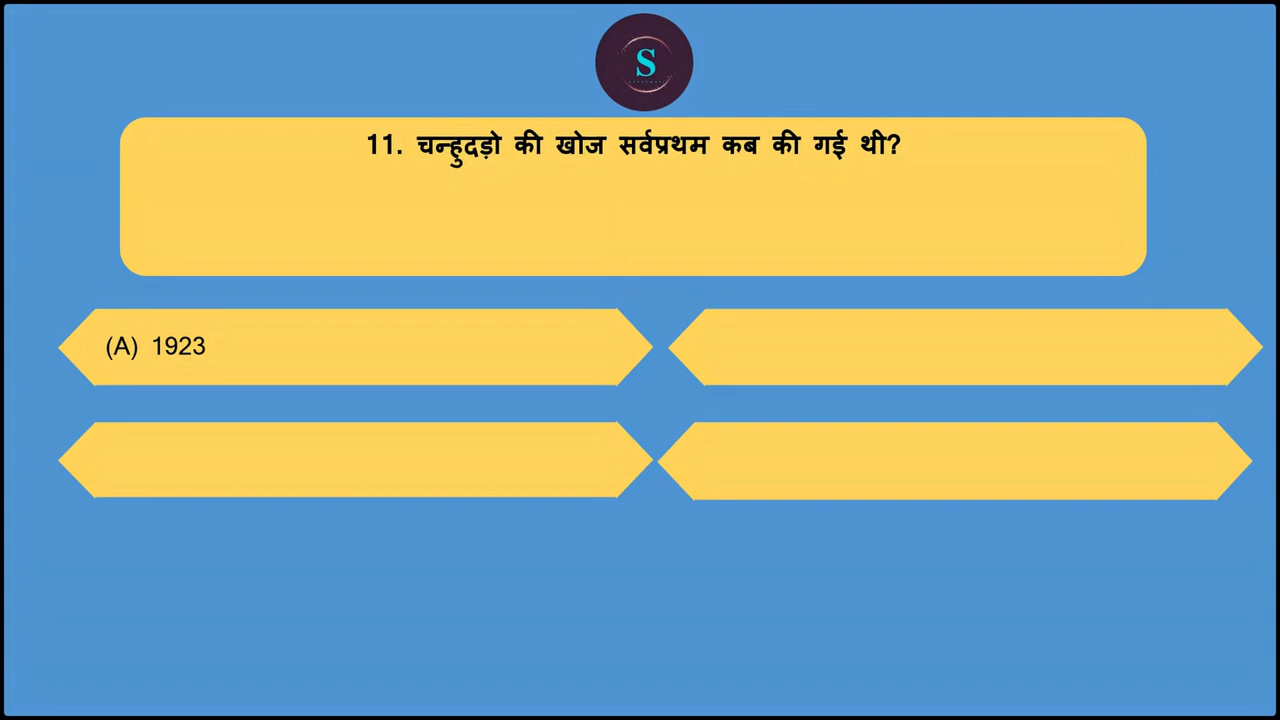 S
11. चन्हुदड़ो की खोज सर्वप्रथम कब की गई थी?
(A) 1923